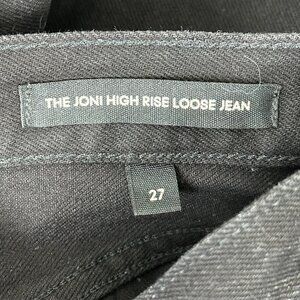 THE JONI HIGH RISE LOOSE JEAN
27